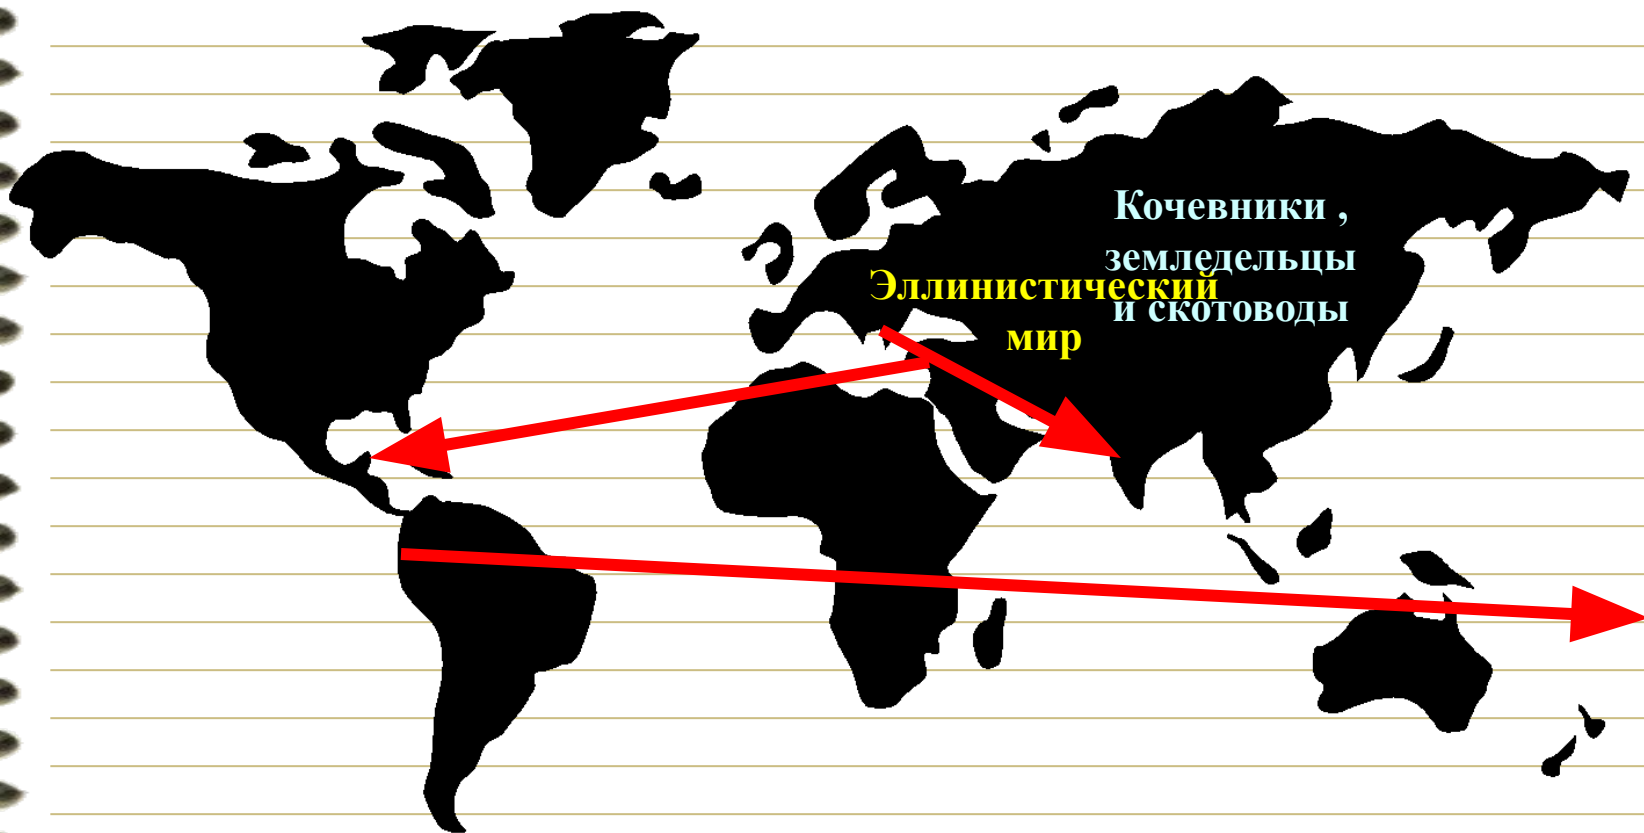 Кочевники ,
земледельцы
и скотоводы
Эллинистический
мир